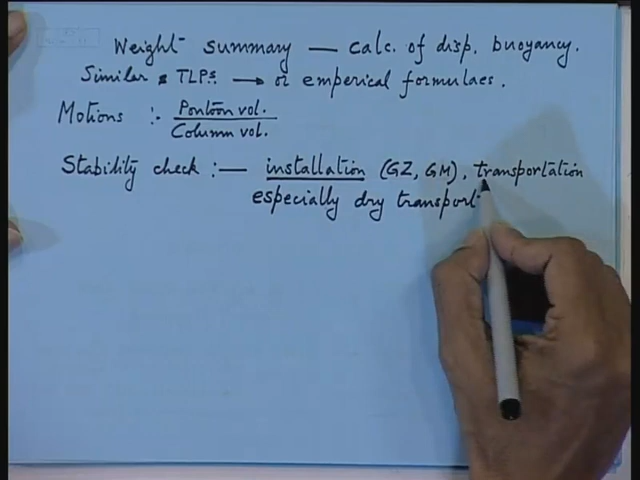 Weight summary — calc. of disp. buoyancy.
Similar TLPs → or emperical formulaes.
Motions :- Pontoon vol.
Column vol.
Stability check :— installation (GZ, GM), transportation
especially dry transport